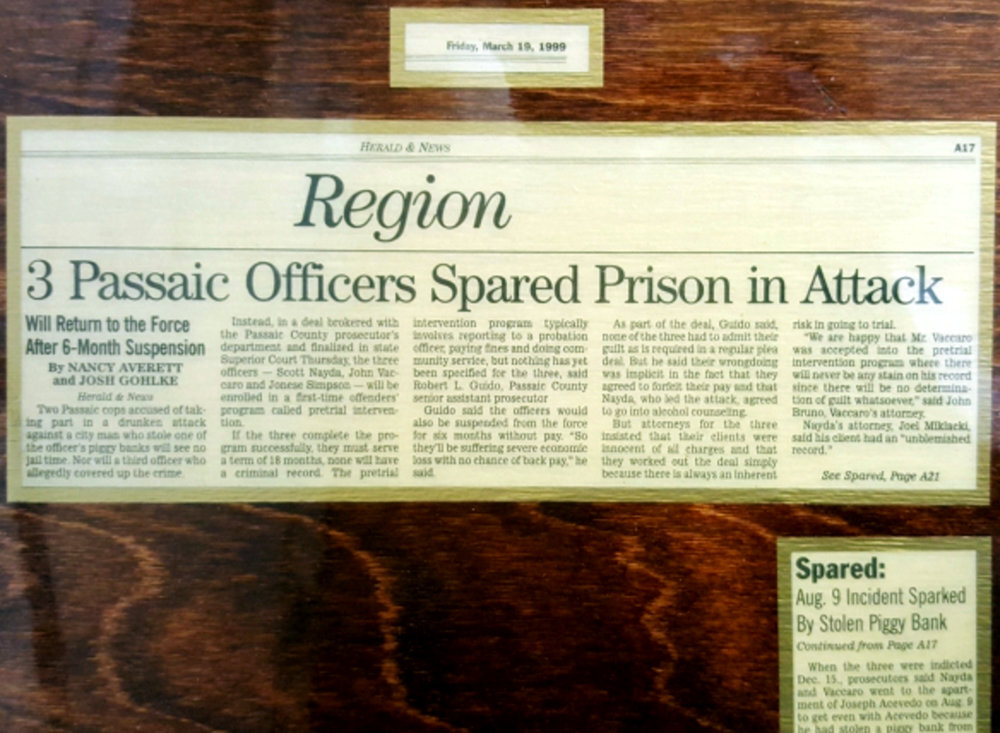 Friday, March 19, 1999
HERALD & NEWS
A17
Region
3 Passaic Officers Spared Prison in Attack
Will Return to the Force
After 6-Month Suspension
By NANCY AVERETT
and JOSH GOHLKE
Herald & News
Two Passaic cops accused of tak-
ing part in a drunken attack
against a city man who stole one of
the officer's piggy banks will see no
jail time. Nor will a third officer who
allegedly covered up the crime.
Instead, in a deal brokered with
the Passaic County prosecutor's
department and finalized in state
Superior Court Thursday, the three
officers — Scott Nayda, John Vac-
caro and Jonese Simpson — will be
enrolled in a first-time offenders'
program called pretrial interven-
tion.
If the three complete the pro-
gram successfully, they must serve
a term of 18 months, none will have
a criminal record. The pretrial
intervention program typically
involves reporting to a probation
officer, paying fines and doing com-
munity service, but nothing has yet
been specified for the three, said
Robert L. Guido, Passaic County
senior assistant prosecutor
Guido said the officers would
also be suspended from the force
for six months without pay. "So
they'll be suffering severe economic
loss with no chance of back pay," he
said.
As part of the deal, Guido said,
none of the three had to admit their
guilt as is required in a regular plea
deal. But he said their wrongdoing
was implicit in the fact that they
agreed to forfeit their pay and that
Nayda, who led the attack, agreed
to go into alcohol counseling.
But attorneys for the three
insisted that their clients were
innocent of all charges and that
they worked out the deal simply
because there is always an inherent
risk in going to trial.
"We are happy that Mr. Vaccaro
was accepted into the pretrial
intervention program where there
will never be any stain on his record
since there will be no determina-
tion of guilt whatsoever," said John
Bruno, Vaccaro's attorney.
Nayda's attorney, Joel Miklacki,
said his client had an "unblemished
record."
See Spared, Page A21
Spared:
Aug. 9 Incident Sparked
By Stolen Piggy Bank
Continued from Page A17
When the three were indicted
Dec. 15., prosecutors said Nayda
and Vaccaro went to the apart-
ment of Joseph Acevedo on Aug. 9
to get even with Acevedo because
he had stolen a piggy bank from